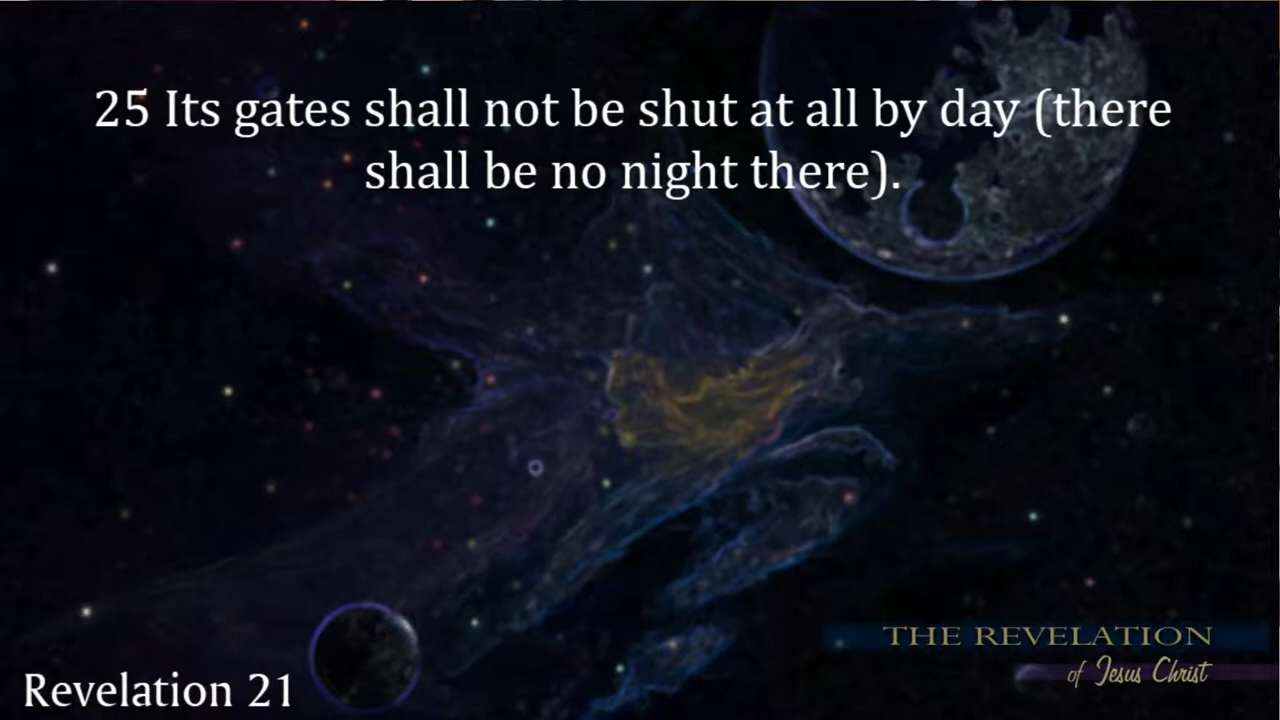 25 Its gates shall not be shut at all by day (there
shall be no night there).
THE REVELATION
of Jesus Christ
Revelation 21